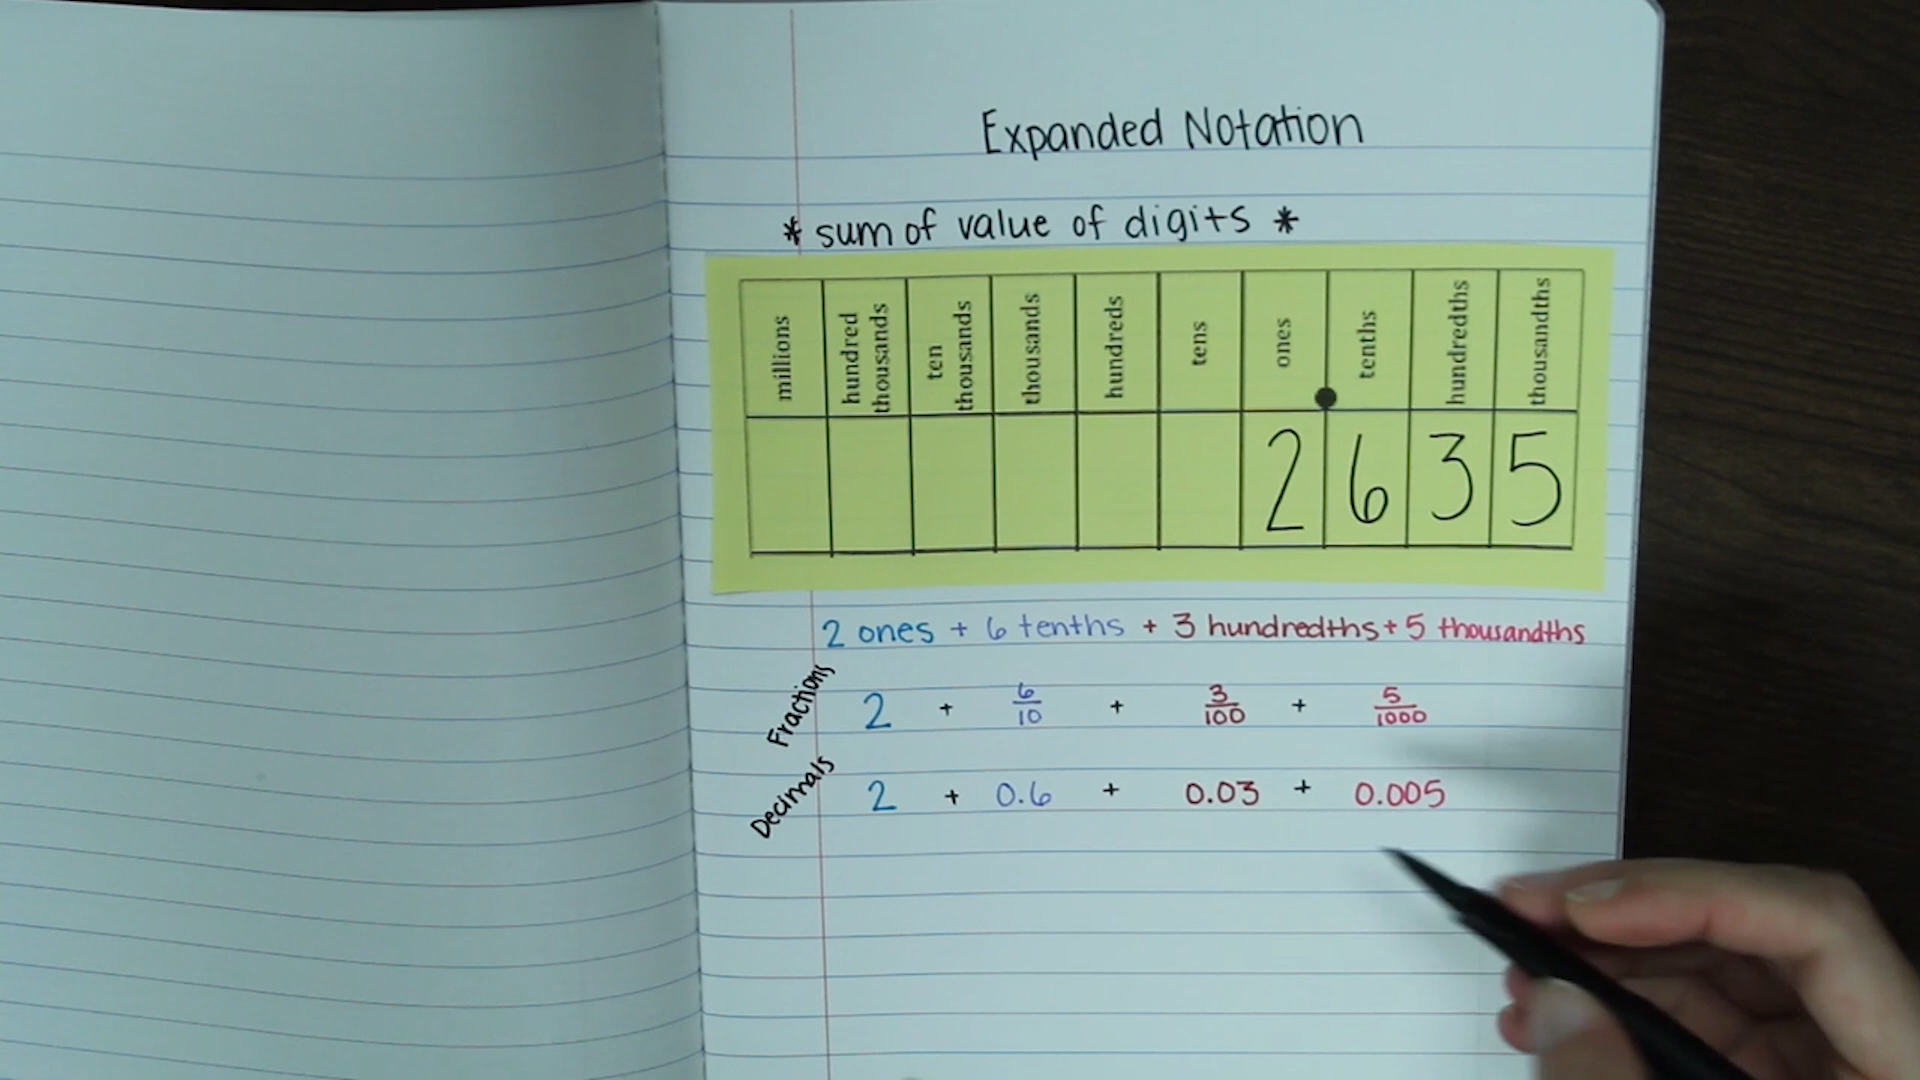 Expanded Notation
* sum of value of digits *
millions hundred thousands ten thousands thousands hundreds tens ones . tenths hundredths thousandths
2 6 3 5
2 ones + 6 tenths + 3 hundredths + 5 thousandths
Fractions 2 + 6/10 + 3/100 + 5/1000
Decimals 2 + 0.6 + 0.03 + 0.005